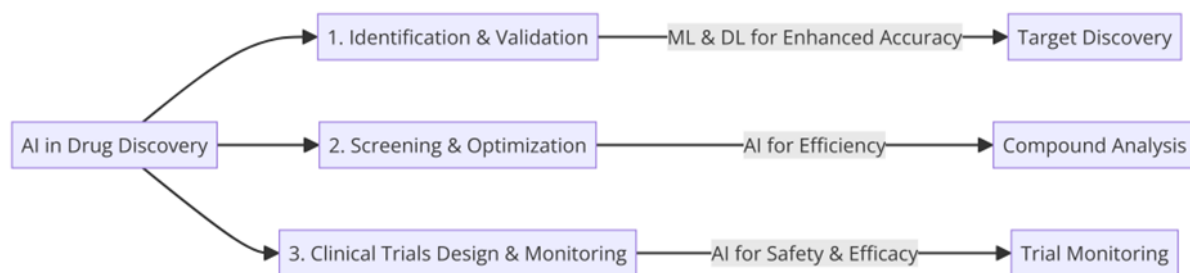 1. Identification & Validation
ML & DL for Enhanced Accuracy
Target Discovery
AI in Drug Discovery
2. Screening & Optimization
AI for Efficiency
Compound Analysis
3. Clinical Trials Design & Monitoring
AI for Safety & Efficacy
Trial Monitoring